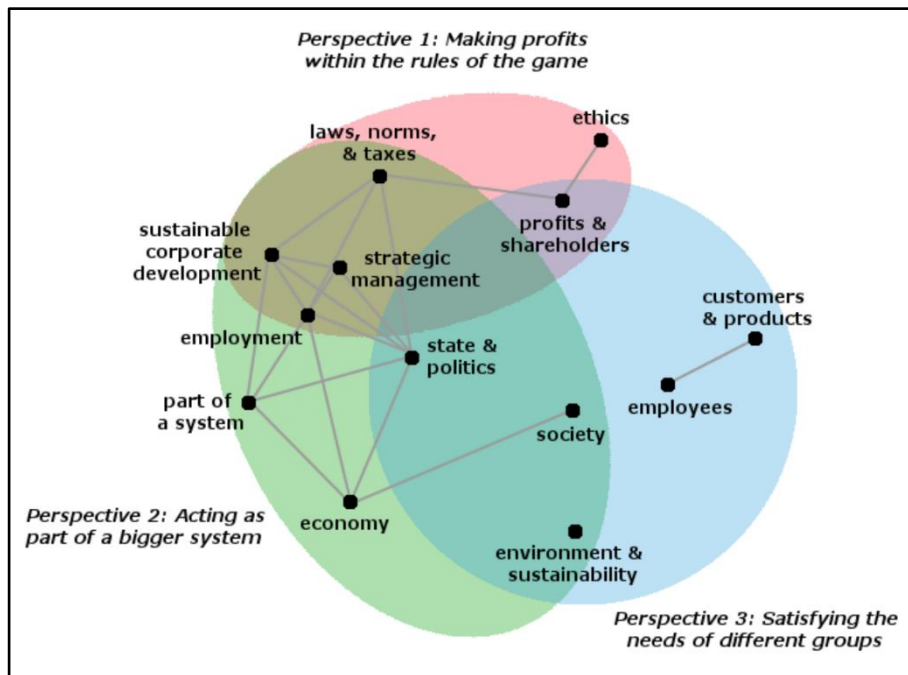 Perspective 1: Making profits
within the rules of the game
ethics
laws, norms,
& taxes
profits &
shareholders
sustainable
corporate
development
strategic
management
customers
& products
employment
state &
politics
part of
a system
employees
society
economy
Perspective 2: Acting as
part of a bigger system
environment &
sustainability
Perspective 3: Satisfying the
needs of different groups